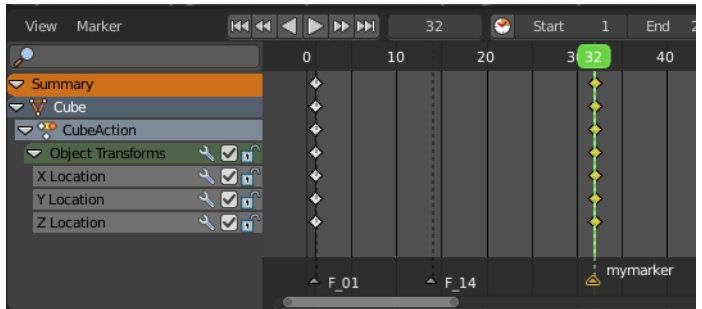 View Marker 32 Start 1 End 2
0 10 20 3 32 40
Summary
Cube
CubeAction
Object Transforms
X Location
Y Location
Z Location
mymarker
F_01 F_14